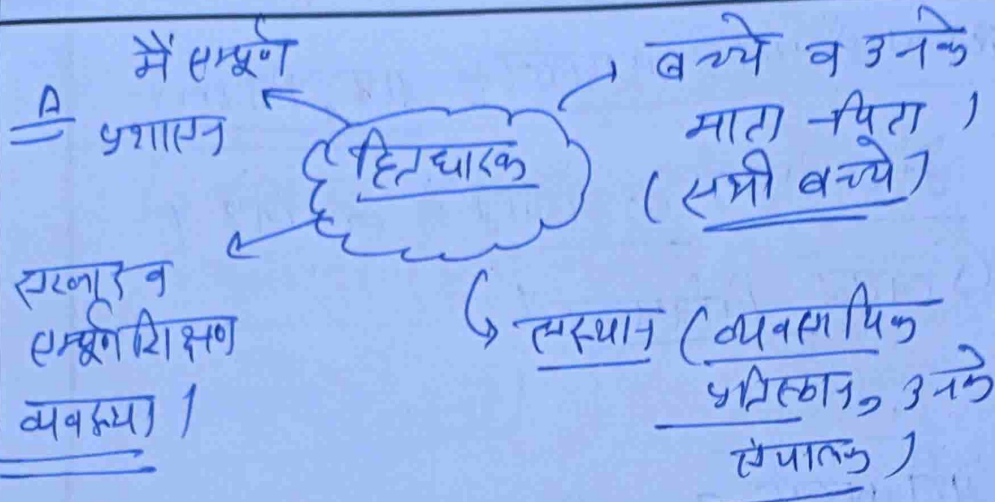 मैं सम्पूर्ण
प्रशासन
हितधारक
बच्चे व उनके
माता-पिता ।
(सभी बच्चे)
सरकार व
सम्पूर्ण शिक्षण
व्यवस्था ।
संस्थान (व्यवसायिक
प्रतिष्ठान, उनके
संचालक)